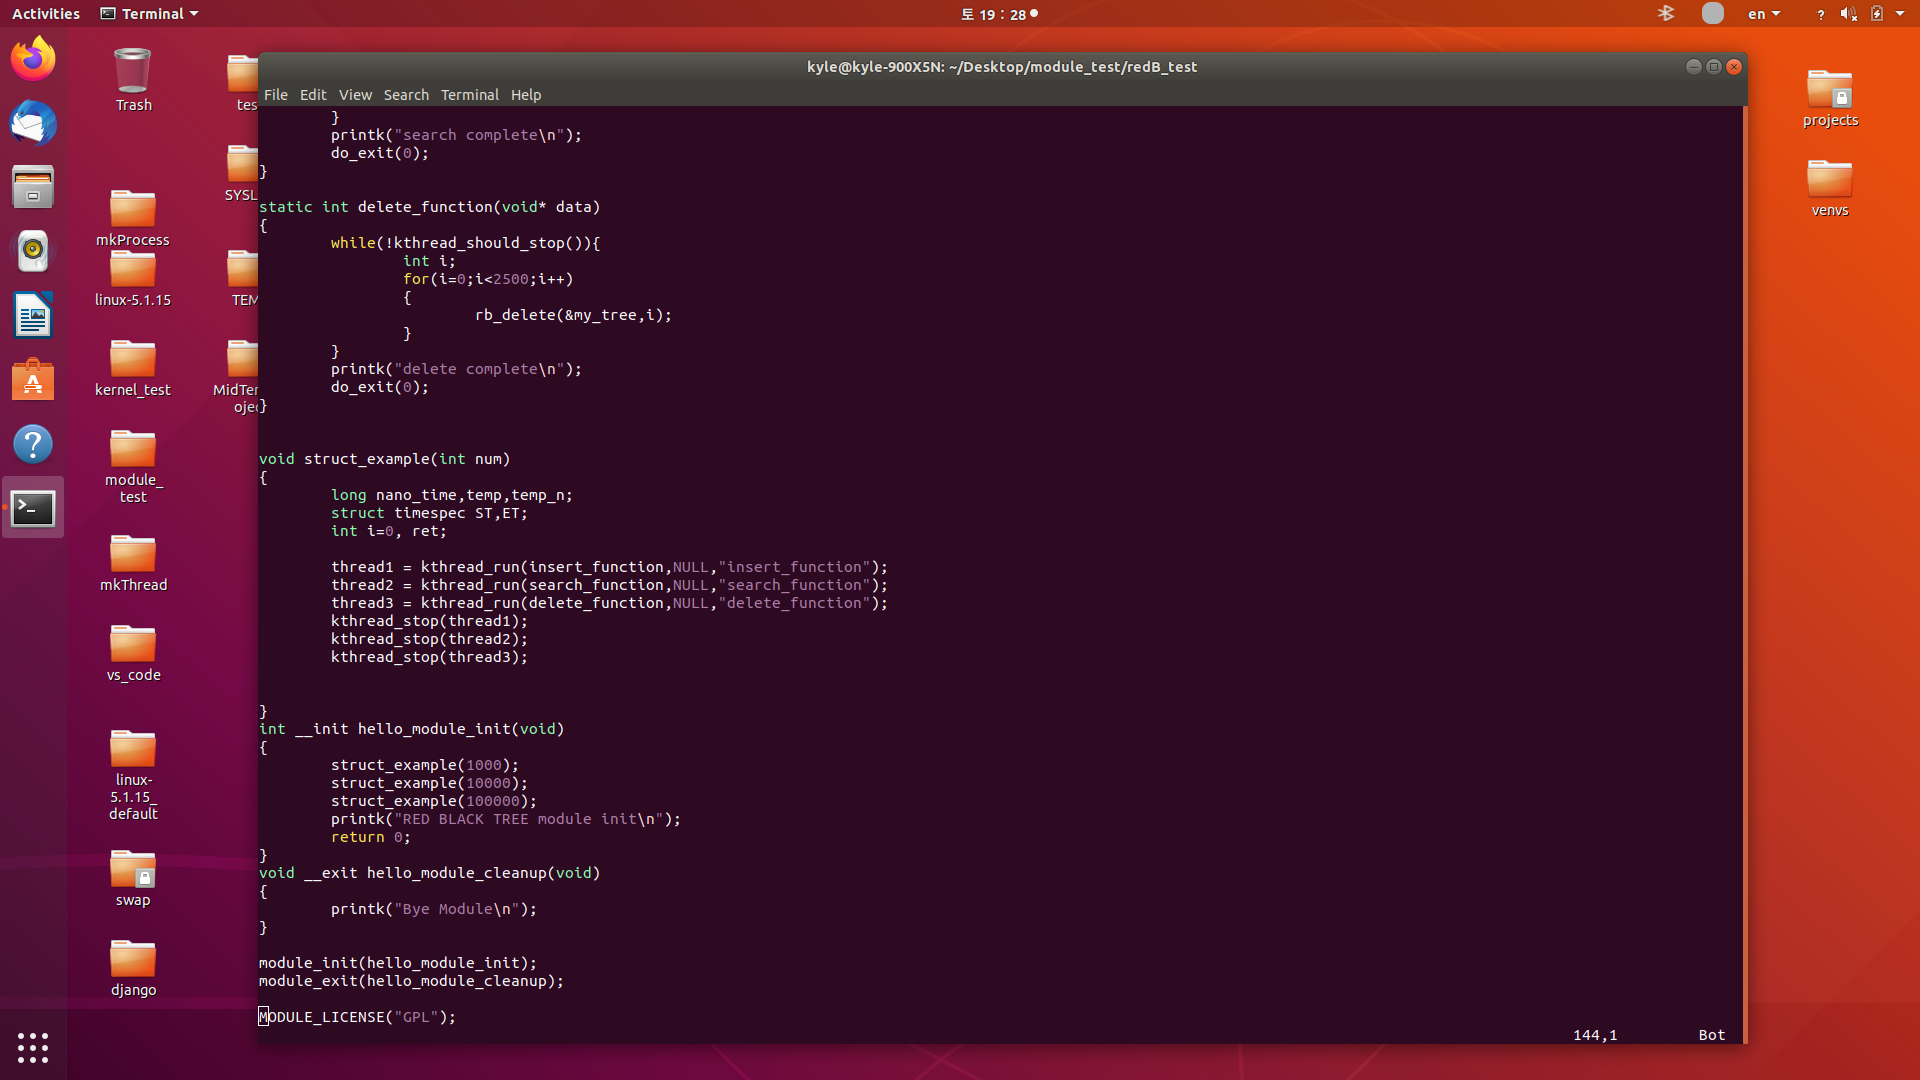 Activities
Terminal
토 19 : 28
en
?
Trash
tes
SYSL
mkProcess
linux-5.1.15
TEM
kernel_test
MidTer
ojec
module_
test
mkThread
vs_code
linux-
5.1.15_
default
swap
django
projects
venvs
kyle@kyle-900X5N: ~/Desktop/module_test/redB_test
File Edit View Search Terminal Help
        }
        printk("search complete\n");
        do_exit(0);
}
static int delete_function(void* data)
{
        while(!kthread_should_stop()){
                int i;
                for(i=0;i<2500;i++)
                {
                        rb_delete(&my_tree,i);
                }
        }
        printk("delete complete\n");
        do_exit(0);
}
void struct_example(int num)
{
        long nano_time,temp,temp_n;
        struct timespec ST,ET;
        int i=0, ret;
        thread1 = kthread_run(insert_function,NULL,"insert_function");
        thread2 = kthread_run(search_function,NULL,"search_function");
        thread3 = kthread_run(delete_function,NULL,"delete_function");
        kthread_stop(thread1);
        kthread_stop(thread2);
        kthread_stop(thread3);
}
int __init hello_module_init(void)
{
        struct_example(1000);
        struct_example(10000);
        struct_example(100000);
        printk("RED BLACK TREE module init\n");
        return 0;
}
void __exit hello_module_cleanup(void)
{
        printk("Bye Module\n");
}
module_init(hello_module_init);
module_exit(hello_module_cleanup);
MODULE_LICENSE("GPL");
144,1 Bot